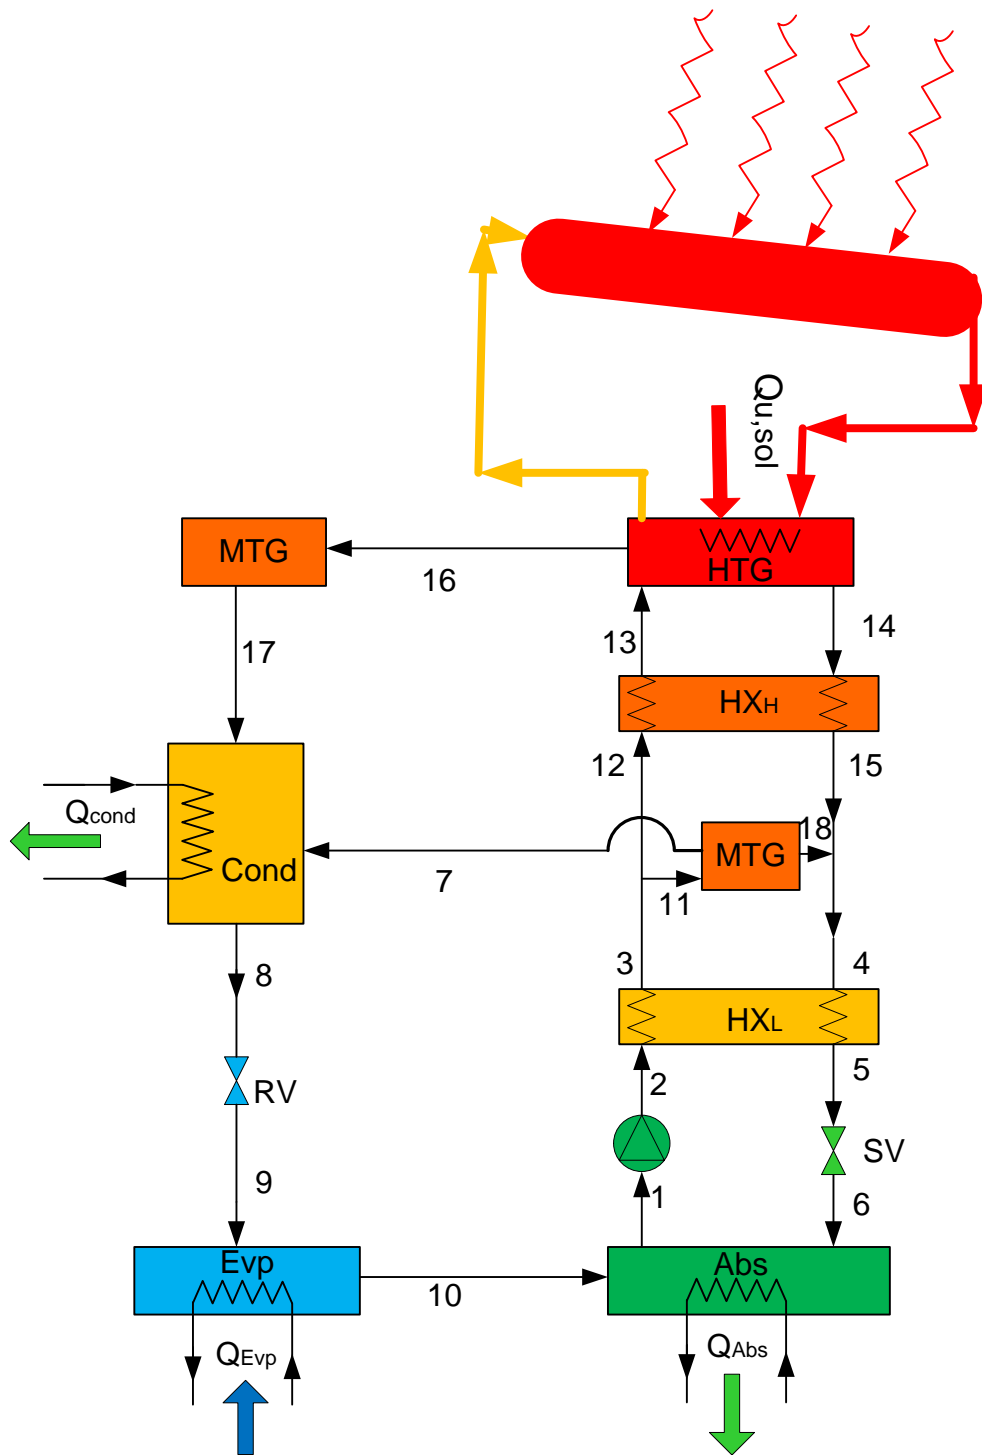 Qu,sol
MTG
HTG
16
13
14
17
HXH
12
15
Qcond
18
MTG
Cond
7
11
3
4
8
HXL
2
5
RV
SV
9
1
6
Evp
Abs
10
QEvp
QAbs